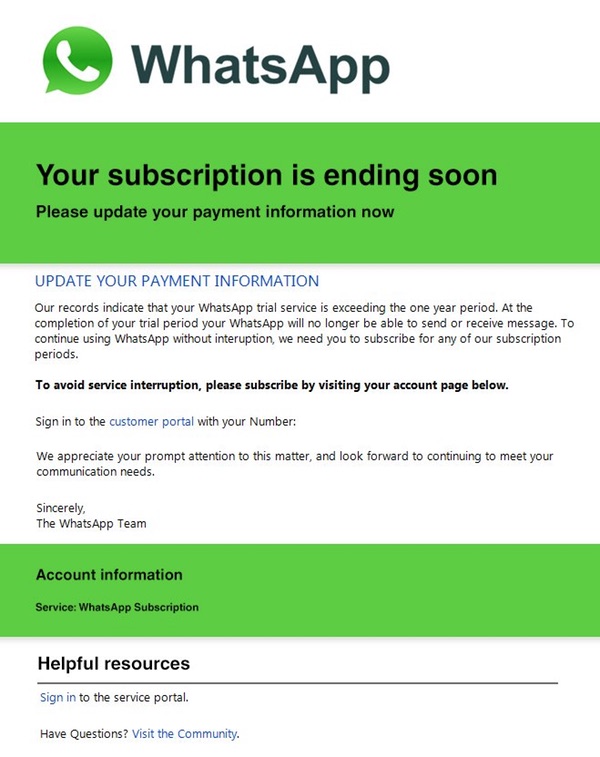 WhatsApp
Your subscription is ending soon
Please update your payment information now
UPDATE YOUR PAYMENT INFORMATION
Our records indicate that your WhatsApp trial service is exceeding the one year period. At the
completion of your trial period your WhatsApp will no longer be able to send or receive message. To
continue using WhatsApp without interuption, we need you to subscribe for any of our subscription
periods.
To avoid service interruption, please subscribe by visiting your account page below.
Sign in to the customer portal with your Number:
We appreciate your prompt attention to this matter, and look forward to continuing to meet your
communication needs.
Sincerely,
The WhatsApp Team
Account information
Service: WhatsApp Subscription
Helpful resources
Sign in to the service portal.
Have Questions? Visit the Community.